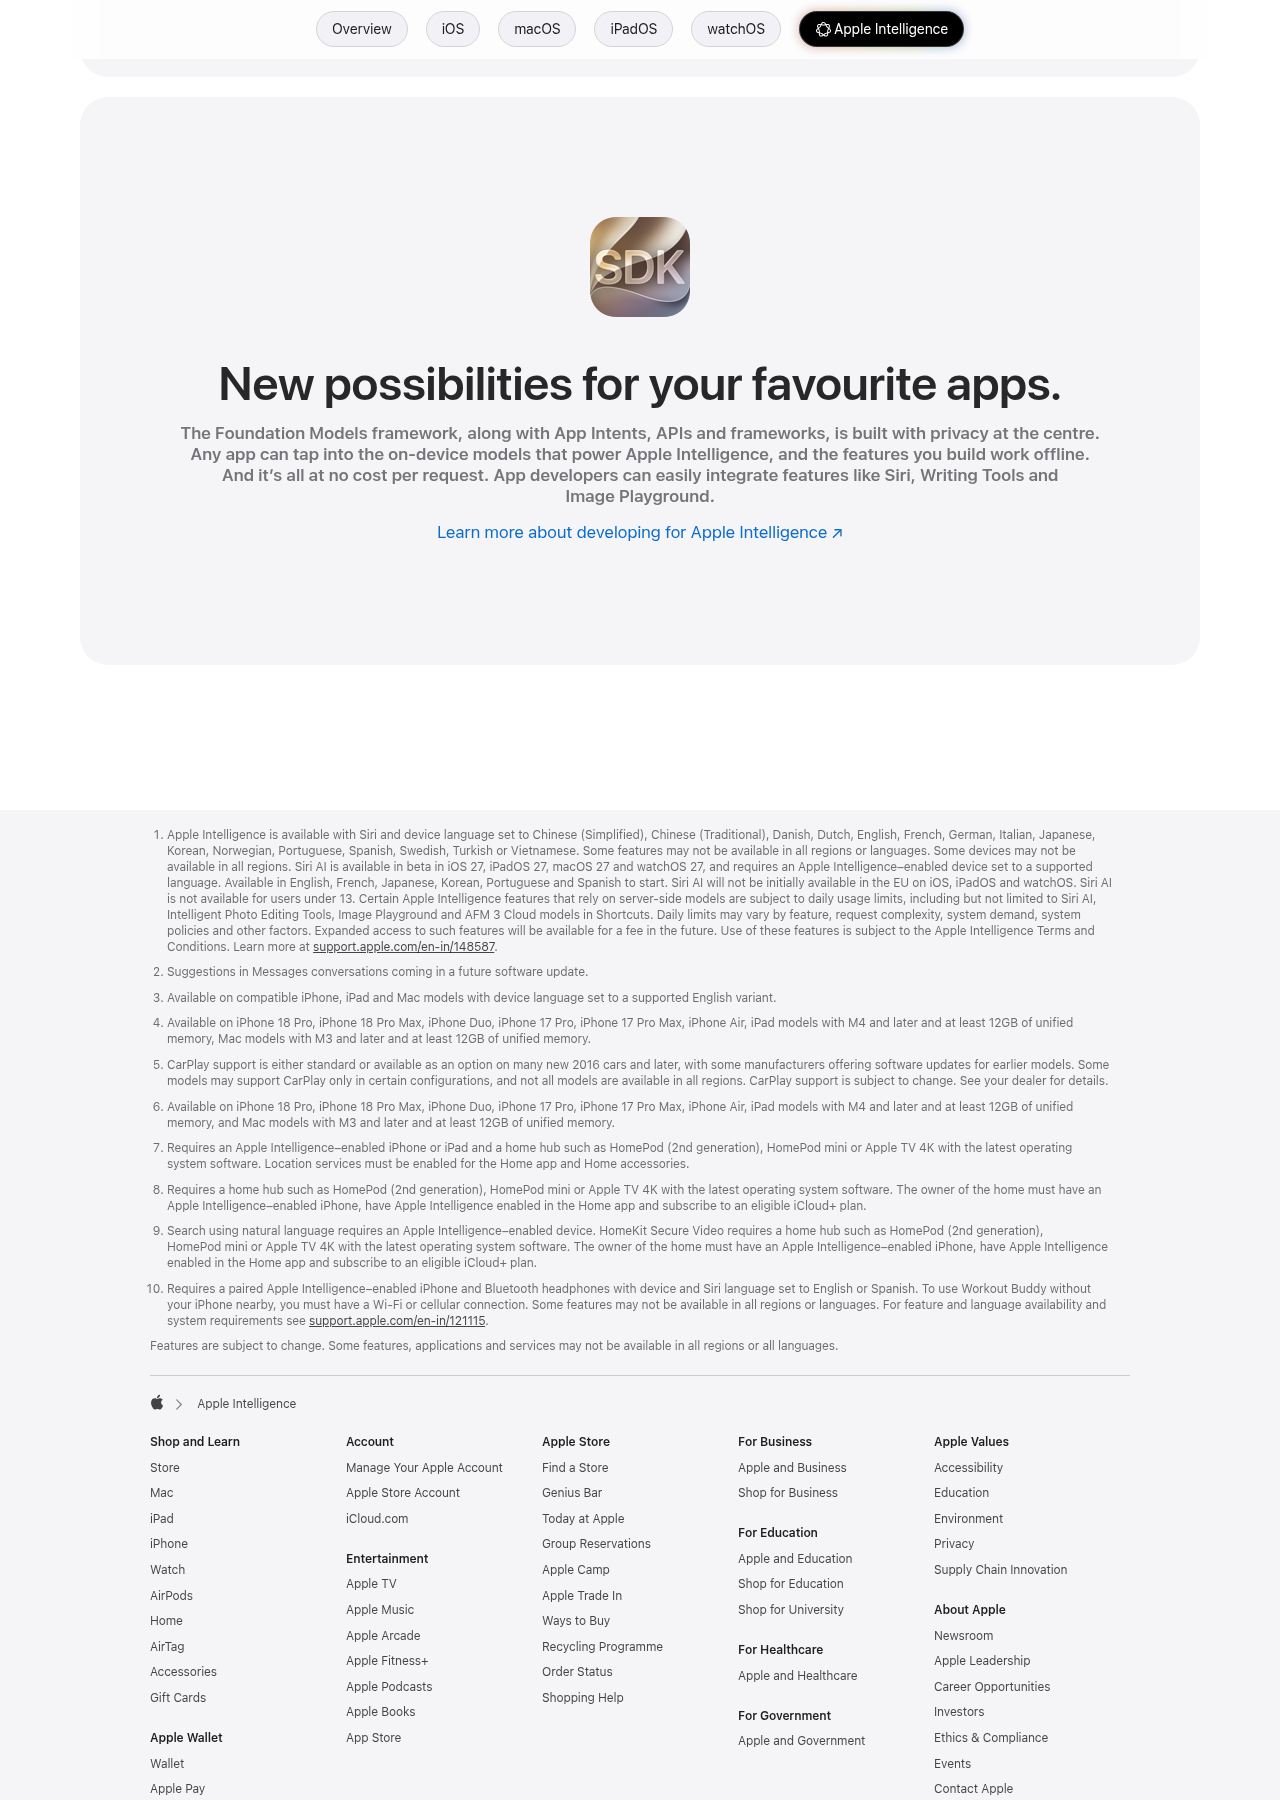 Overview
iOS
macOS
iPadOS
watchOS
Apple Intelligence
SDK
New possibilities for your favourite apps.
The Foundation Models framework, along with App Intents, APIs and frameworks, is built with privacy at the centre.
Any app can tap into the on-device models that power Apple Intelligence, and the features you build work offline.
And it’s all at no cost per request. App developers can easily integrate features like Siri, Writing Tools and
Image Playground.
Learn more about developing for Apple Intelligence ↗
1. Apple Intelligence is available with Siri and device language set to Chinese (Simplified), Chinese (Traditional), Danish, Dutch, English, French, German, Italian, Japanese,
Korean, Norwegian, Portuguese, Spanish, Swedish, Turkish or Vietnamese. Some features may not be available in all regions or languages. Some devices may not be
available in all regions. Siri AI is available in beta in iOS 27, iPadOS 27, macOS 27 and watchOS 27, and requires an Apple Intelligence–enabled device set to a supported
language. Available in English, French, Japanese, Korean, Portuguese and Spanish to start. Siri AI will not be initially available in the EU on iOS, iPadOS and watchOS. Siri AI
is not available for users under 13. Certain Apple Intelligence features that rely on server-side models are subject to daily usage limits, including but not limited to Siri AI,
Intelligent Photo Editing Tools, Image Playground and AFM 3 Cloud models in Shortcuts. Daily limits may vary by feature, request complexity, system demand, system
policies and other factors. Expanded access to such features will be available for a fee in the future. Use of these features is subject to the Apple Intelligence Terms and
Conditions. Learn more at support.apple.com/en-in/148587.
2. Suggestions in Messages conversations coming in a future software update.
3. Available on compatible iPhone, iPad and Mac models with device language set to a supported English variant.
4. Available on iPhone 18 Pro, iPhone 18 Pro Max, iPhone Duo, iPhone 17 Pro, iPhone 17 Pro Max, iPhone Air, iPad models with M4 and later and at least 12GB of unified
memory, Mac models with M3 and later and at least 12GB of unified memory.
5. CarPlay support is either standard or available as an option on many new 2016 cars and later, with some manufacturers offering software updates for earlier models. Some
models may support CarPlay only in certain configurations, and not all models are available in all regions. CarPlay support is subject to change. See your dealer for details.
6. Available on iPhone 18 Pro, iPhone 18 Pro Max, iPhone Duo, iPhone 17 Pro, iPhone 17 Pro Max, iPhone Air, iPad models with M4 and later and at least 12GB of unified
memory, and Mac models with M3 and later and at least 12GB of unified memory.
7. Requires an Apple Intelligence–enabled iPhone or iPad and a home hub such as HomePod (2nd generation), HomePod mini or Apple TV 4K with the latest operating
system software. Location services must be enabled for the Home app and Home accessories.
8. Requires a home hub such as HomePod (2nd generation), HomePod mini or Apple TV 4K with the latest operating system software. The owner of the home must have an
Apple Intelligence–enabled iPhone, have Apple Intelligence enabled in the Home app and subscribe to an eligible iCloud+ plan.
9. Search using natural language requires an Apple Intelligence–enabled device. HomeKit Secure Video requires a home hub such as HomePod (2nd generation),
HomePod mini or Apple TV 4K with the latest operating system software. The owner of the home must have an Apple Intelligence–enabled iPhone, have Apple Intelligence
enabled in the Home app and subscribe to an eligible iCloud+ plan.
10. Requires a paired Apple Intelligence–enabled iPhone and Bluetooth headphones with device and Siri language set to English or Spanish. To use Workout Buddy without
your iPhone nearby, you must have a Wi-Fi or cellular connection. Some features may not be available in all regions or languages. For feature and language availability and
system requirements see support.apple.com/en-in/121115.
Features are subject to change. Some features, applications and services may not be available in all regions or all languages.
Apple Intelligence
Shop and Learn
Store
Mac
iPad
iPhone
Watch
AirPods
Home
AirTag
Accessories
Gift Cards
Apple Wallet
Wallet
Apple Pay
Account
Manage Your Apple Account
Apple Store Account
iCloud.com
Entertainment
Apple TV
Apple Music
Apple Arcade
Apple Fitness+
Apple Podcasts
Apple Books
App Store
Apple Store
Find a Store
Genius Bar
Today at Apple
Group Reservations
Apple Camp
Apple Trade In
Ways to Buy
Recycling Programme
Order Status
Shopping Help
For Business
Apple and Business
Shop for Business
For Education
Apple and Education
Shop for Education
Shop for University
For Healthcare
Apple and Healthcare
For Government
Apple and Government
Apple Values
Accessibility
Education
Environment
Privacy
Supply Chain Innovation
About Apple
Newsroom
Apple Leadership
Career Opportunities
Investors
Ethics & Compliance
Events
Contact Apple